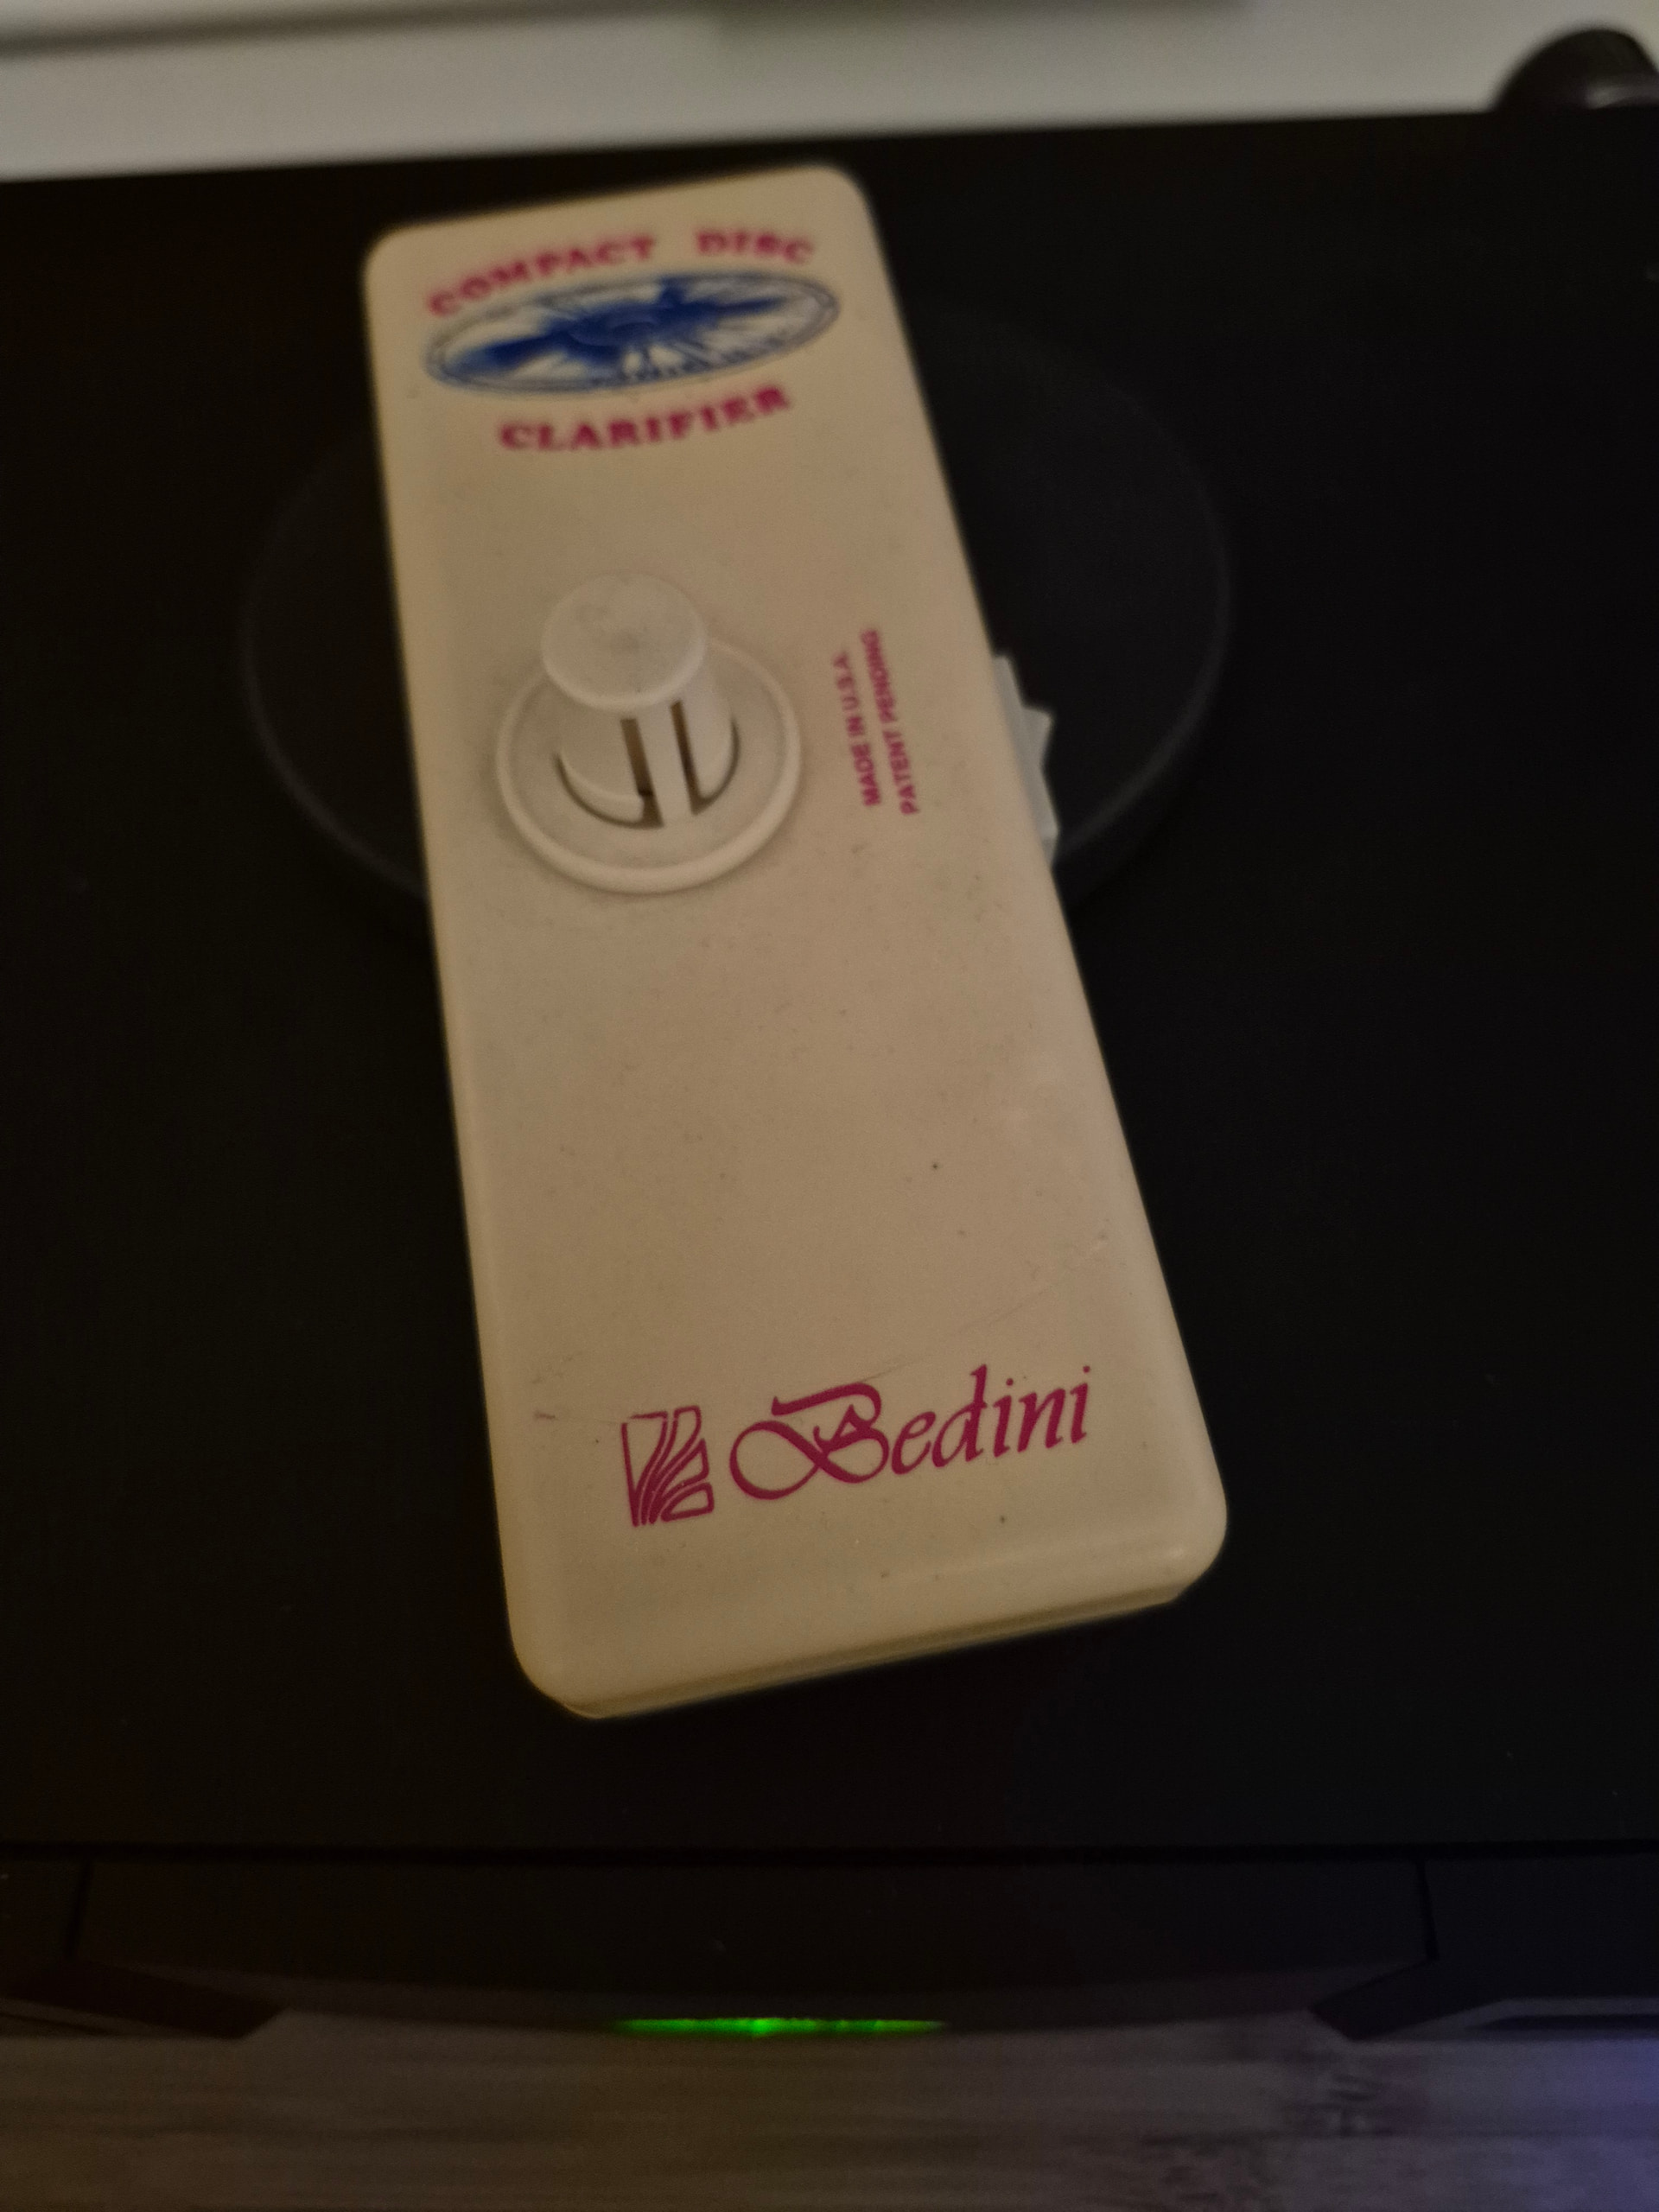 COMPACT DISC
CLARIFIER
MADE IN U.S.A.
PATENT PENDING
Bedini